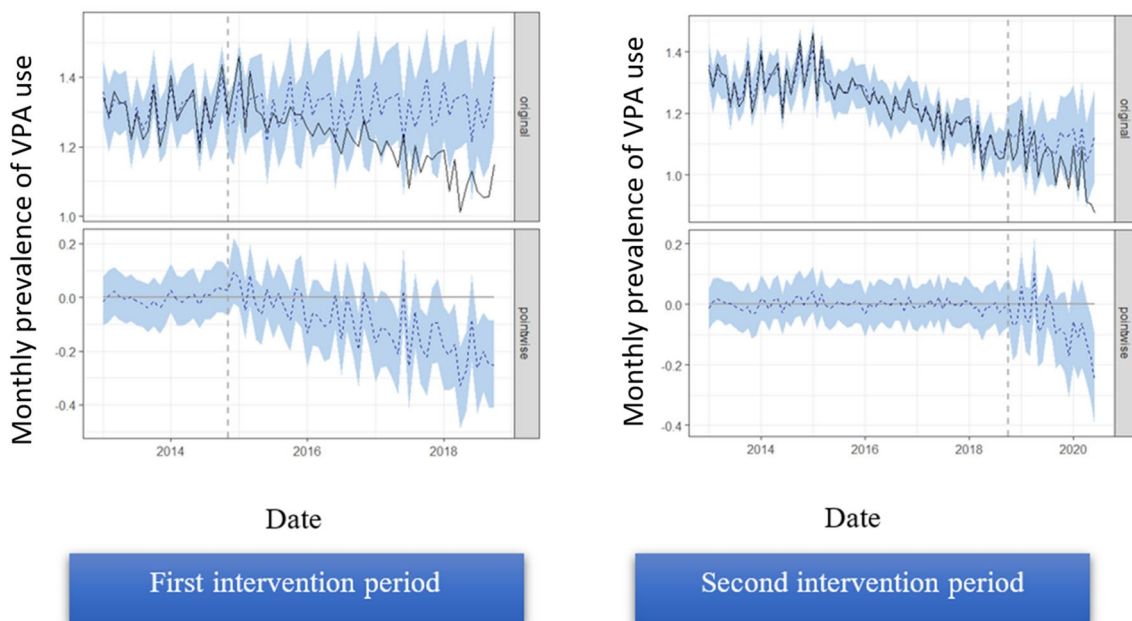 Monthly prevalence of VPA use
1.4
1.2
1.0
original
0.2
0.0
-0.2
-0.4
pointwise
2014 2016 2018
Date
First intervention period
Monthly prevalence of VPA use
1.4
1.2
1.0
original
0.2
0.0
-0.2
-0.4
pointwise
2014 2016 2018 2020
Date
Second intervention period